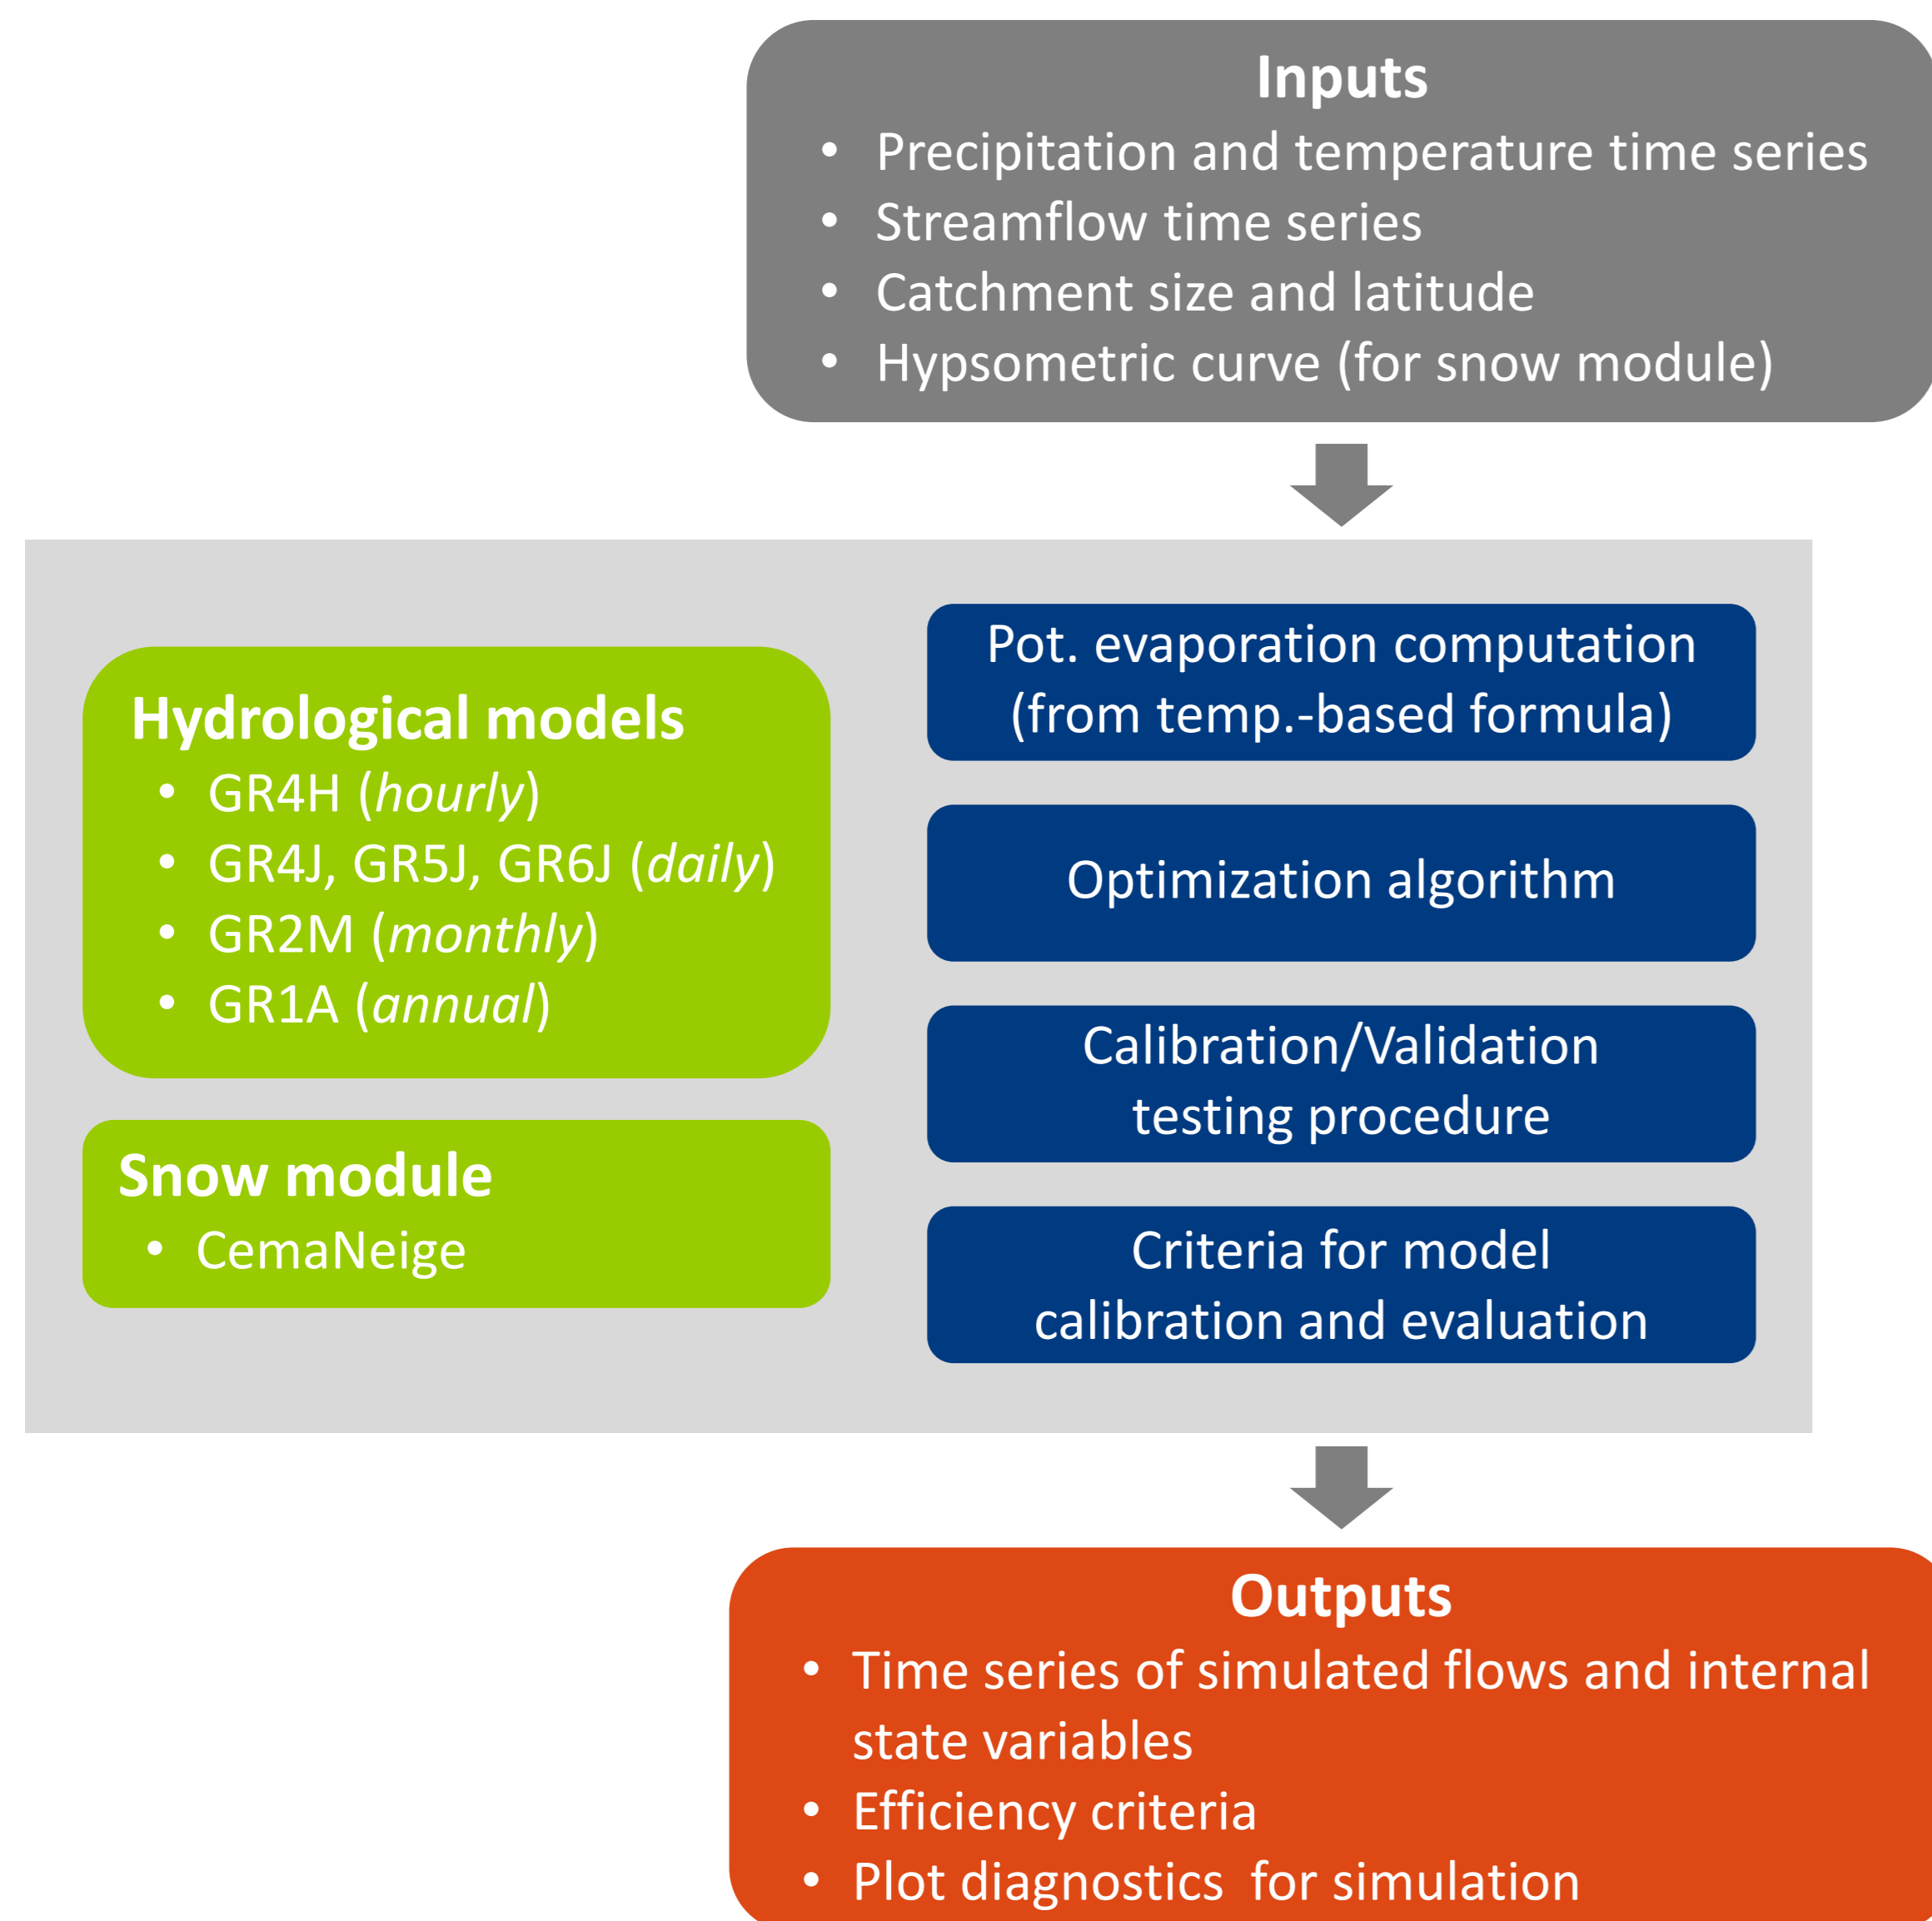 Inputs
• Precipitation and temperature time series
• Streamflow time series
• Catchment size and latitude
• Hypsometric curve (for snow module)
Hydrological models
• GR4H (hourly)
• GR4J, GR5J, GR6J (daily)
• GR2M (monthly)
• GR1A (annual)
Snow module
• CemaNeige
Pot. evaporation computation
(from temp.-based formula)
Optimization algorithm
Calibration/Validation
testing procedure
Criteria for model
calibration and evaluation
Outputs
• Time series of simulated flows and internal
state variables
• Efficiency criteria
• Plot diagnostics  for simulation